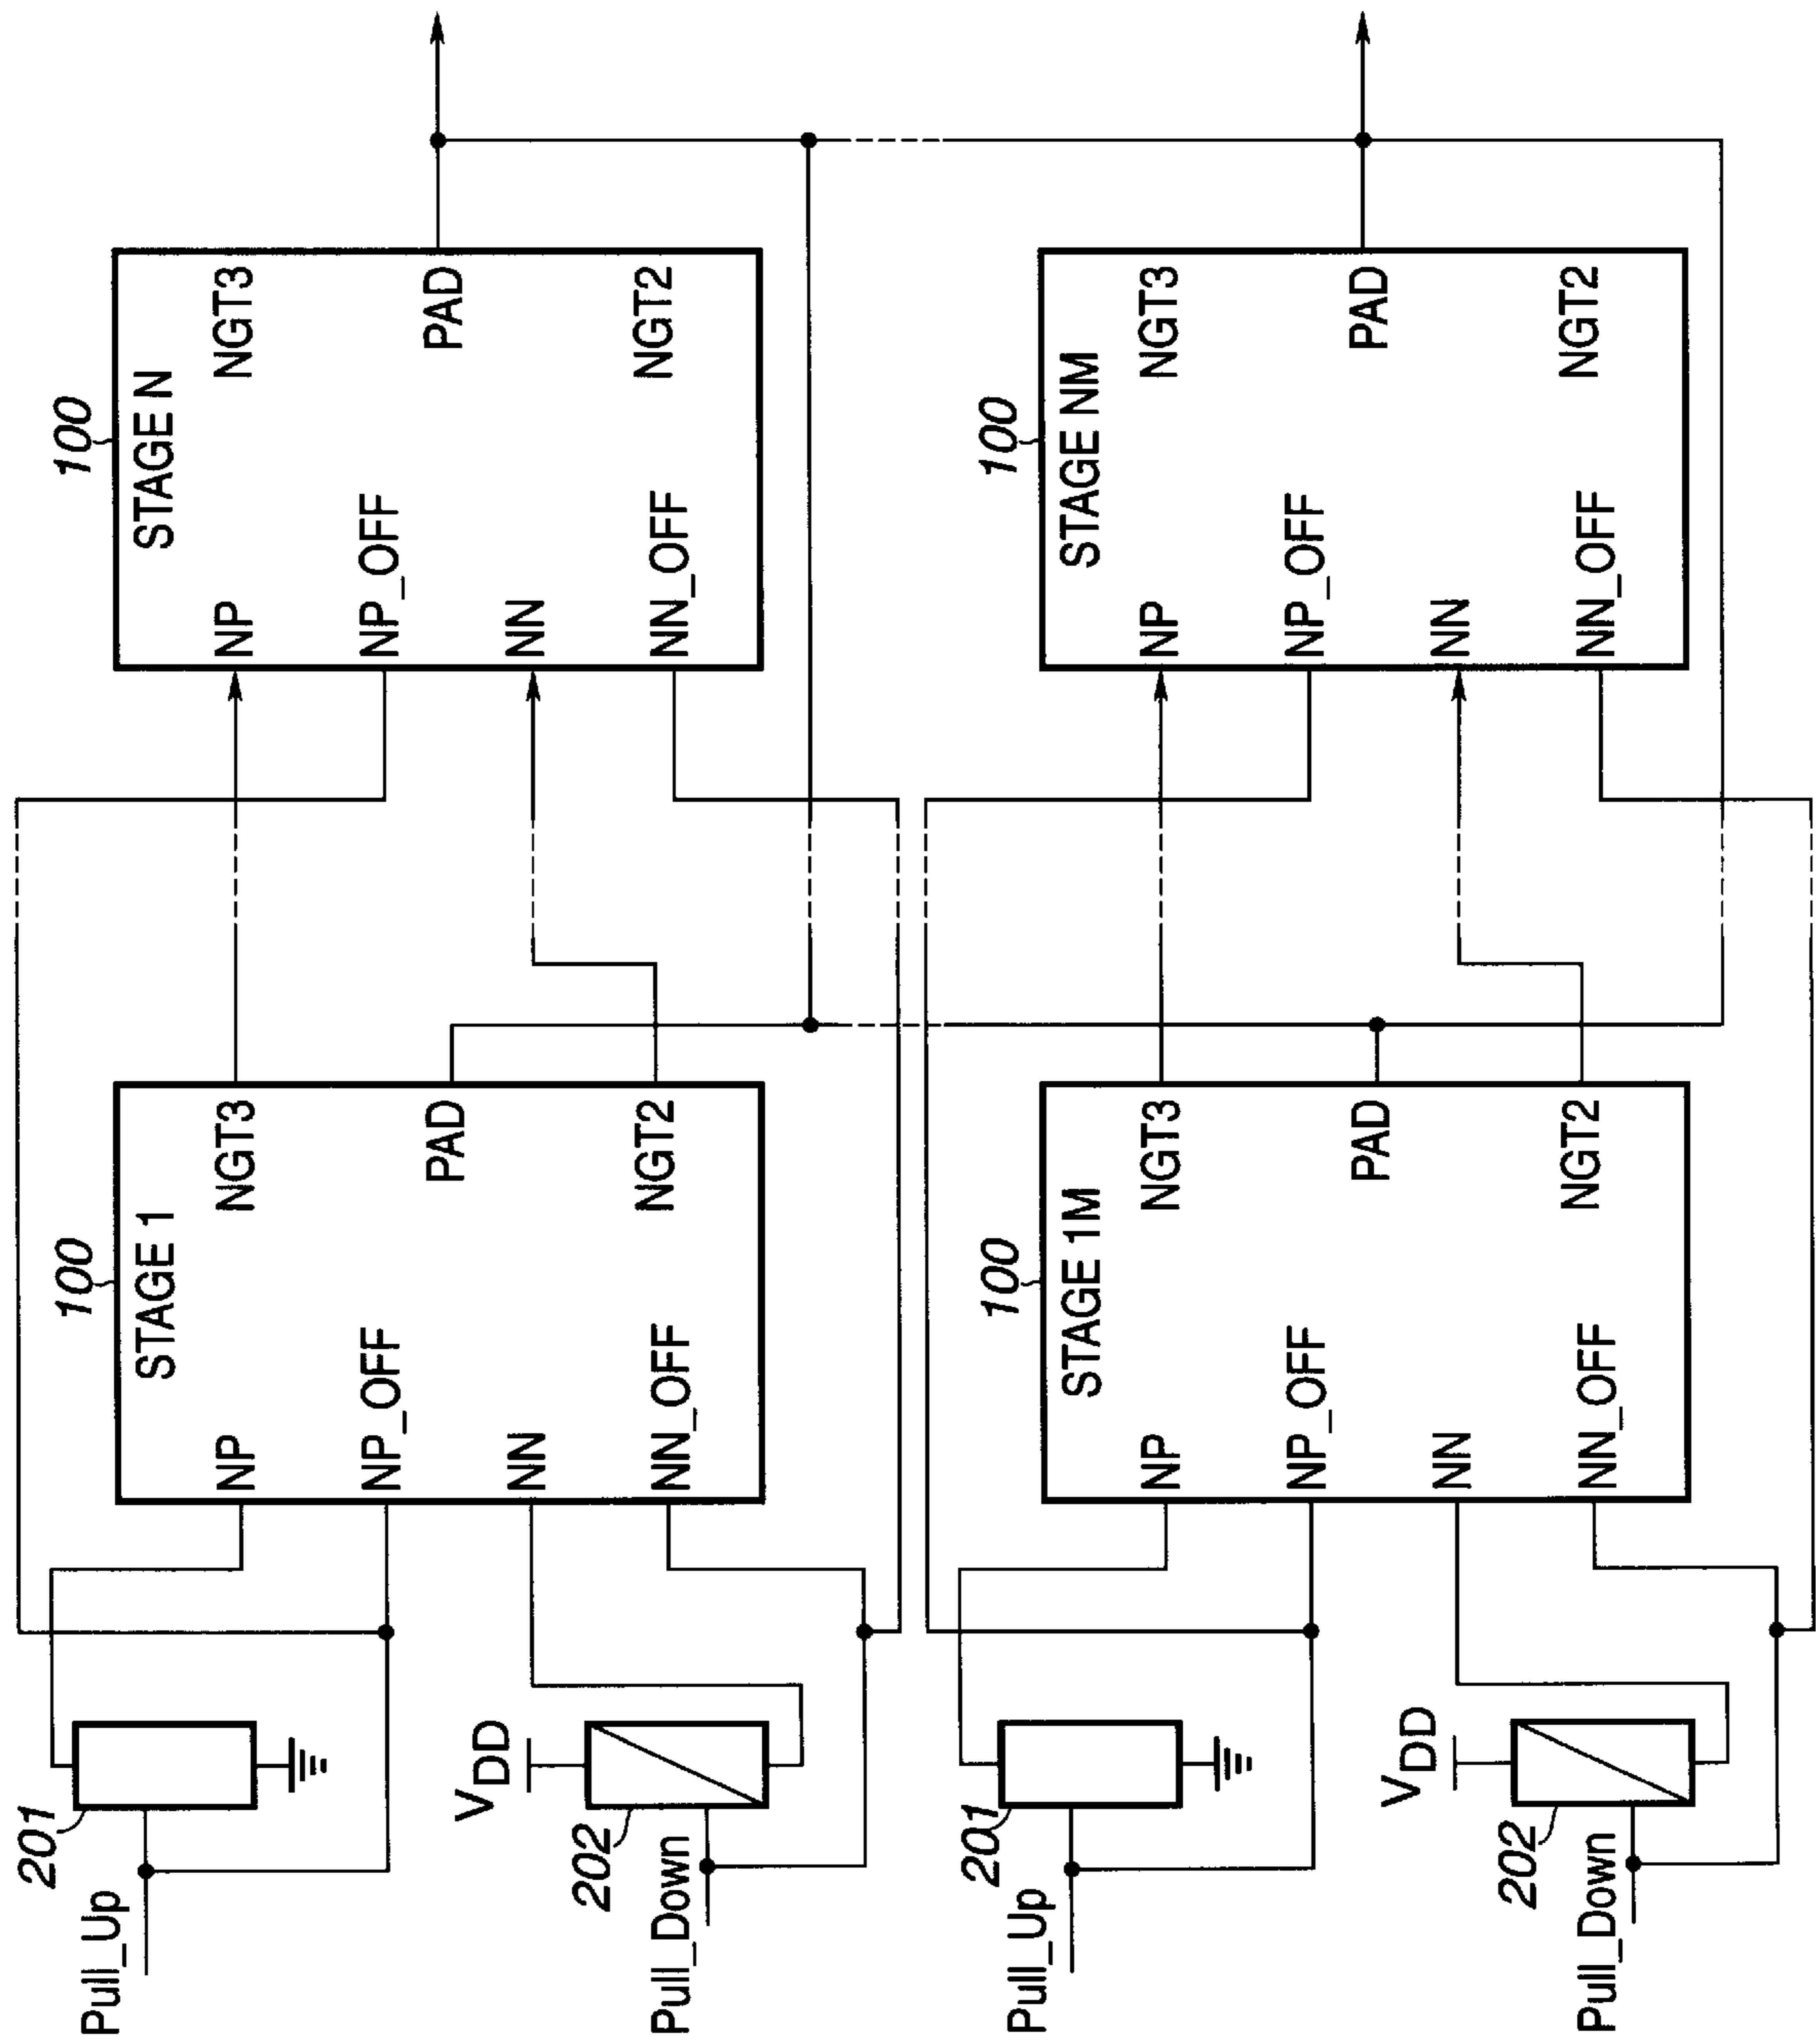 100
STAGE N
NP
NP_OFF
NN
NN_OFF
NGT3
PAD
NGT2
100
STAGE NM
NP
NP_OFF
NN
NN_OFF
NGT3
PAD
NGT2
100
STAGE 1
NP
NP_OFF
NN
NN_OFF
NGT3
PAD
NGT2
100
STAGE 1M
NP
NP_OFF
NN
NN_OFF
NGT3
PAD
NGT2
201
Pull_Up
VDD
202
Pull_Down
201
Pull_Up
VDD
202
Pull_Down